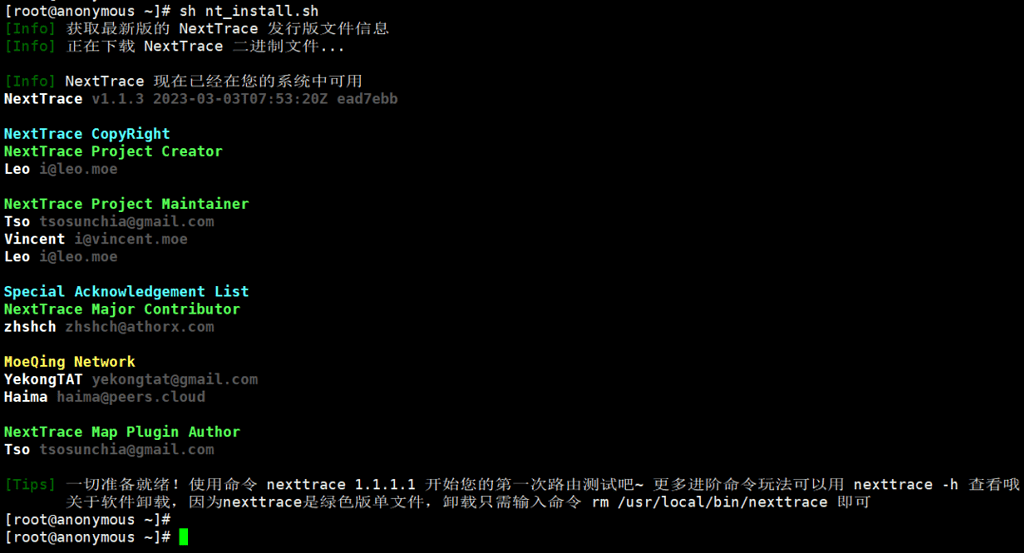 [root@anonymous ~]# sh nt_install.sh
[Info] 获取最新版的 NextTrace 发行版文件信息
[Info] 正在下载 NextTrace 二进制文件...
[Info] NextTrace 现在已经在您的系统中可用
NextTrace v1.1.3 2023-03-03T07:53:20Z ead7ebb
NextTrace CopyRight
NextTrace Project Creator
Leo i@leo.moe
NextTrace Project Maintainer
Tso tsosunchia@gmail.com
Vincent i@vincent.moe
Leo i@leo.moe
Special Acknowledgement List
NextTrace Major Contributor
zhshch zhshch@athorx.com
MoeQing Network
YekongTAT yekongtat@gmail.com
Haima haima@peers.cloud
NextTrace Map Plugin Author
Tso tsosunchia@gmail.com
[Tips] 一切准备就绪！使用命令 nexttrace 1.1.1.1 开始您的第一次路由测试吧~ 更多进阶命令玩法可以用 nexttrace -h 查看哦
关于软件卸载，因为nexttrace是绿色版单文件，卸载只需输入命令 rm /usr/local/bin/nexttrace 即可
[root@anonymous ~]#
[root@anonymous ~]#